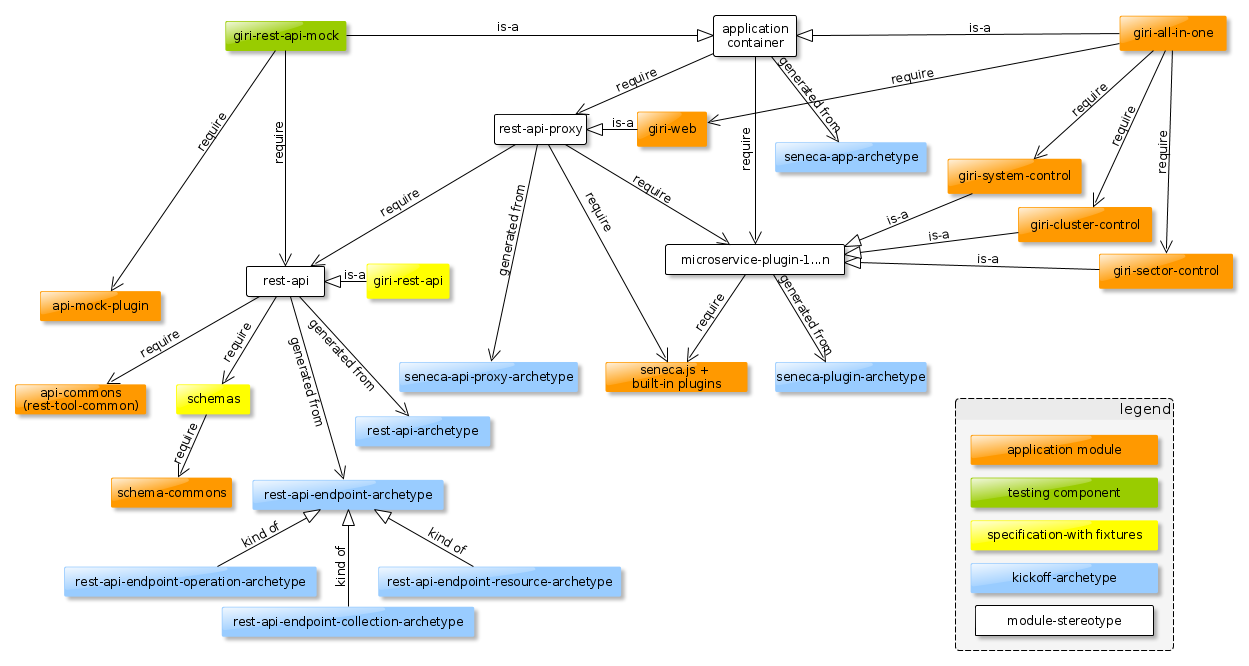 giri-rest-api-mock
is-a
application
container
is-a
giri-all-in-one
require
require
generated from
require
require
require
require
require
require
rest-api-proxy
is-a
giri-web
seneca-app-archetype
giri-system-control
require
generated from
require
require
is-a
giri-cluster-control
is-a
microservice-plugin-1...n
is-a
giri-sector-control
rest-api
is-a
giri-rest-api
api-mock-plugin
require
require
generated from
generated from
require
generated from
seneca-api-proxy-archetype
seneca.js +
built-in plugins
seneca-plugin-archetype
api-commons
(rest-tool-common)
schemas
rest-api-archetype
require
schema-commons
rest-api-endpoint-archetype
kind of
kind of
kind of
rest-api-endpoint-operation-archetype
rest-api-endpoint-resource-archetype
rest-api-endpoint-collection-archetype
legend
application module
testing component
specification-with fixtures
kickoff-archetype
module-stereotype